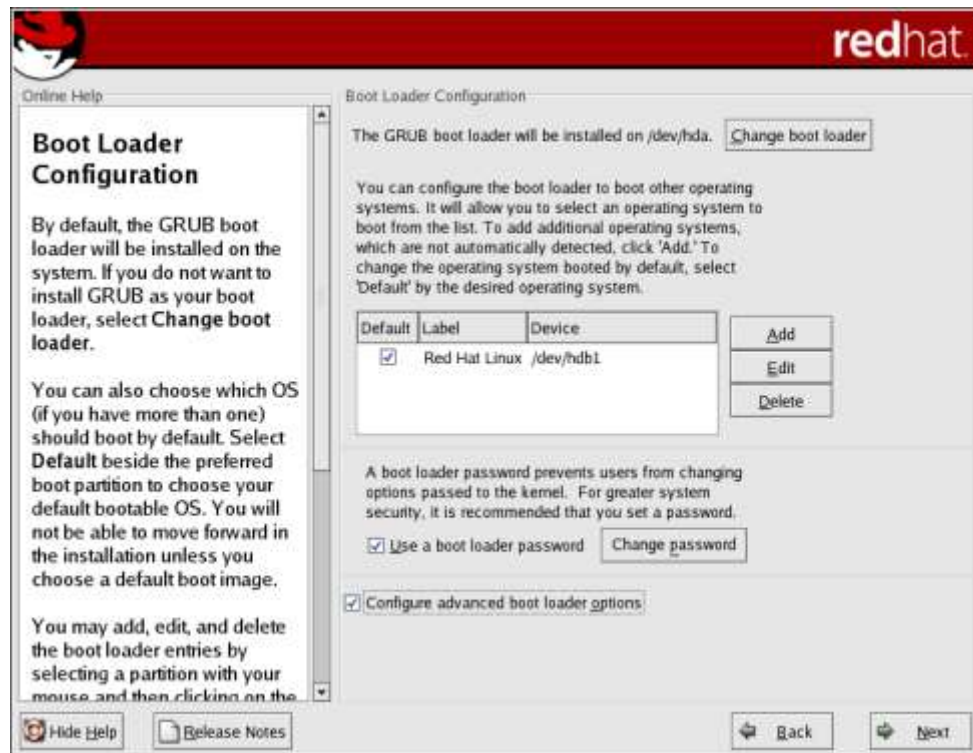 redhat.
Online Help
Boot Loader
Configuration
By default, the GRUB boot
loader will be installed on the
system. If you do not want to
install GRUB as your boot
loader, select Change boot
loader.
You can also choose which OS
(if you have more than one)
should boot by default. Select
Default beside the preferred
boot partition to choose your
default bootable OS. You will
not be able to move forward in
the installation unless you
choose a default boot image.
You may add, edit, and delete
the boot loader entries by
selecting a partition with your
mouse and then clicking on the
Boot Loader Configuration
The GRUB boot loader will be installed on /dev/hda. Change boot loader
You can configure the boot loader to boot other operating
systems. It will allow you to select an operating system to
boot from the list. To add additional operating systems,
which are not automatically detected, click 'Add.' To
change the operating system booted by default, select
'Default' by the desired operating system.
Default Label Device
Red Hat Linux /dev/hdb1
Add
Edit
Delete
A boot loader password prevents users from changing
options passed to the kernel. For greater system
security, it is recommended that you set a password.
Use a boot loader password Change password
Configure advanced boot loader options
Hide Help Release Notes Back Next